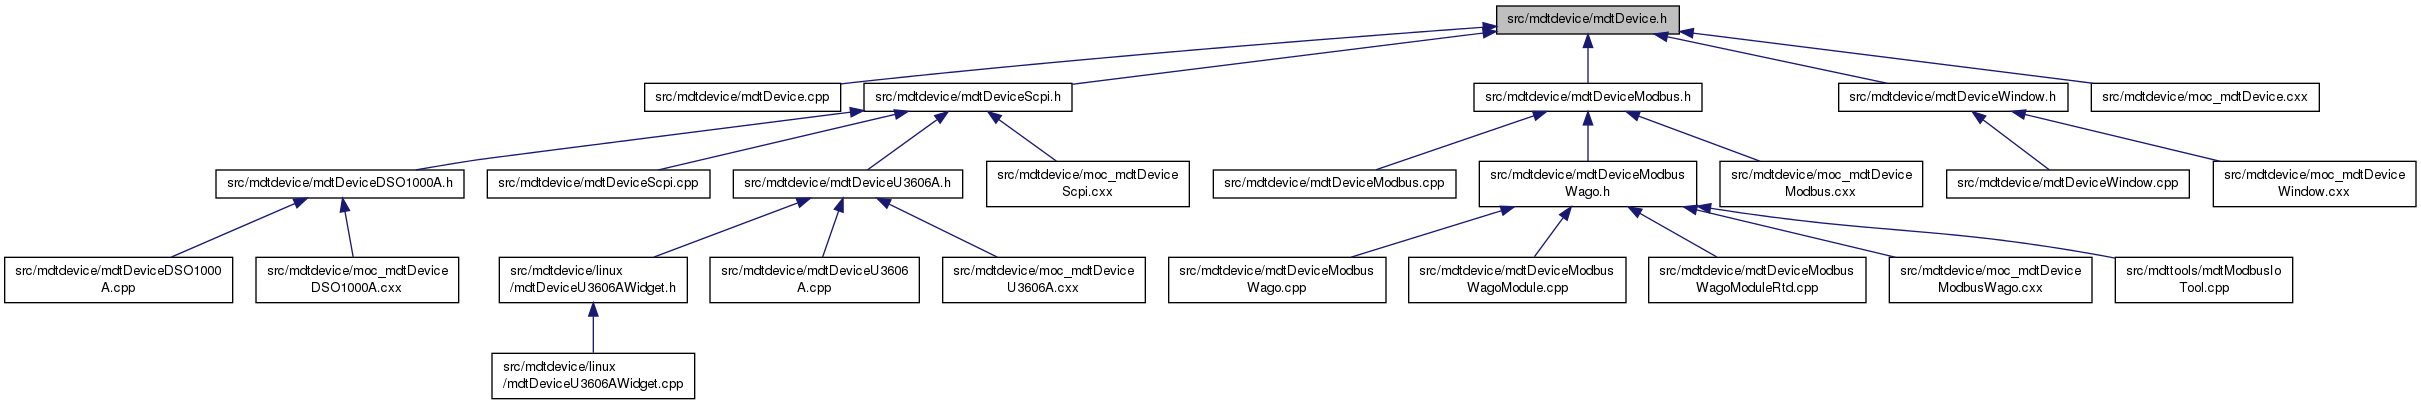 src/mdtdevice/mdtDevice.h
src/mdtdevice/mdtDevice.cpp
src/mdtdevice/mdtDeviceScpi.h
src/mdtdevice/mdtDeviceModbus.h
src/mdtdevice/mdtDeviceWindow.h
src/mdtdevice/moc_mdtDevice.cxx
src/mdtdevice/mdtDeviceDSO1000A.h
src/mdtdevice/mdtDeviceScpi.cpp
src/mdtdevice/mdtDeviceU3606A.h
src/mdtdevice/moc_mdtDevice
Scpi.cxx
src/mdtdevice/mdtDeviceModbus.cpp
src/mdtdevice/mdtDeviceModbus
Wago.h
src/mdtdevice/moc_mdtDevice
Modbus.cxx
src/mdtdevice/mdtDeviceWindow.cpp
src/mdtdevice/moc_mdtDevice
Window.cxx
src/mdtdevice/mdtDeviceDSO1000
A.cpp
src/mdtdevice/moc_mdtDevice
DSO1000A.cxx
src/mdtdevice/linux
/mdtDeviceU3606AWidget.h
src/mdtdevice/mdtDeviceU3606
A.cpp
src/mdtdevice/moc_mdtDevice
U3606A.cxx
src/mdtdevice/mdtDeviceModbus
Wago.cpp
src/mdtdevice/mdtDeviceModbus
WagoModule.cpp
src/mdtdevice/mdtDeviceModbus
WagoModuleRtd.cpp
src/mdtdevice/moc_mdtDevice
ModbusWago.cxx
src/mdttools/mdtModbusIo
Tool.cpp
src/mdtdevice/linux
/mdtDeviceU3606AWidget.cpp